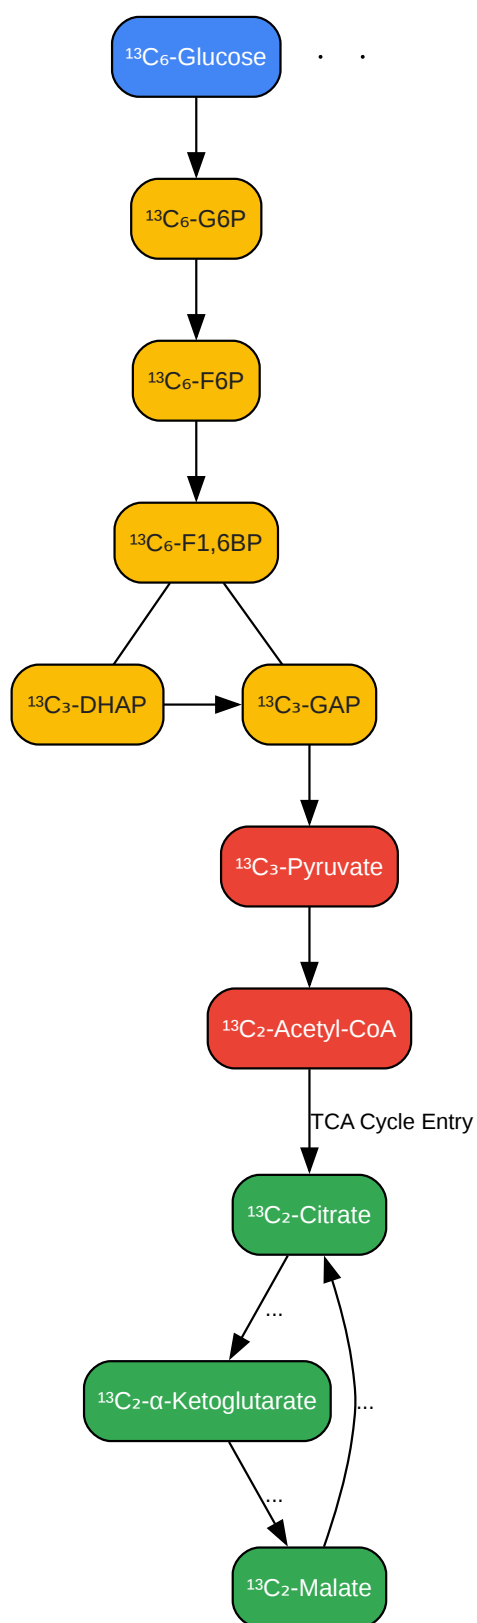 ¹³C₆-Glucose
¹³C₆-G6P
¹³C₆-F6P
¹³C₆-F1,6BP
¹³C₃-DHAP
¹³C₃-GAP
¹³C₃-Pyruvate
¹³C₂-Acetyl-CoA
TCA Cycle Entry
¹³C₂-Citrate
...
¹³C₂-α-Ketoglutarate
...
...
¹³C₂-Malate